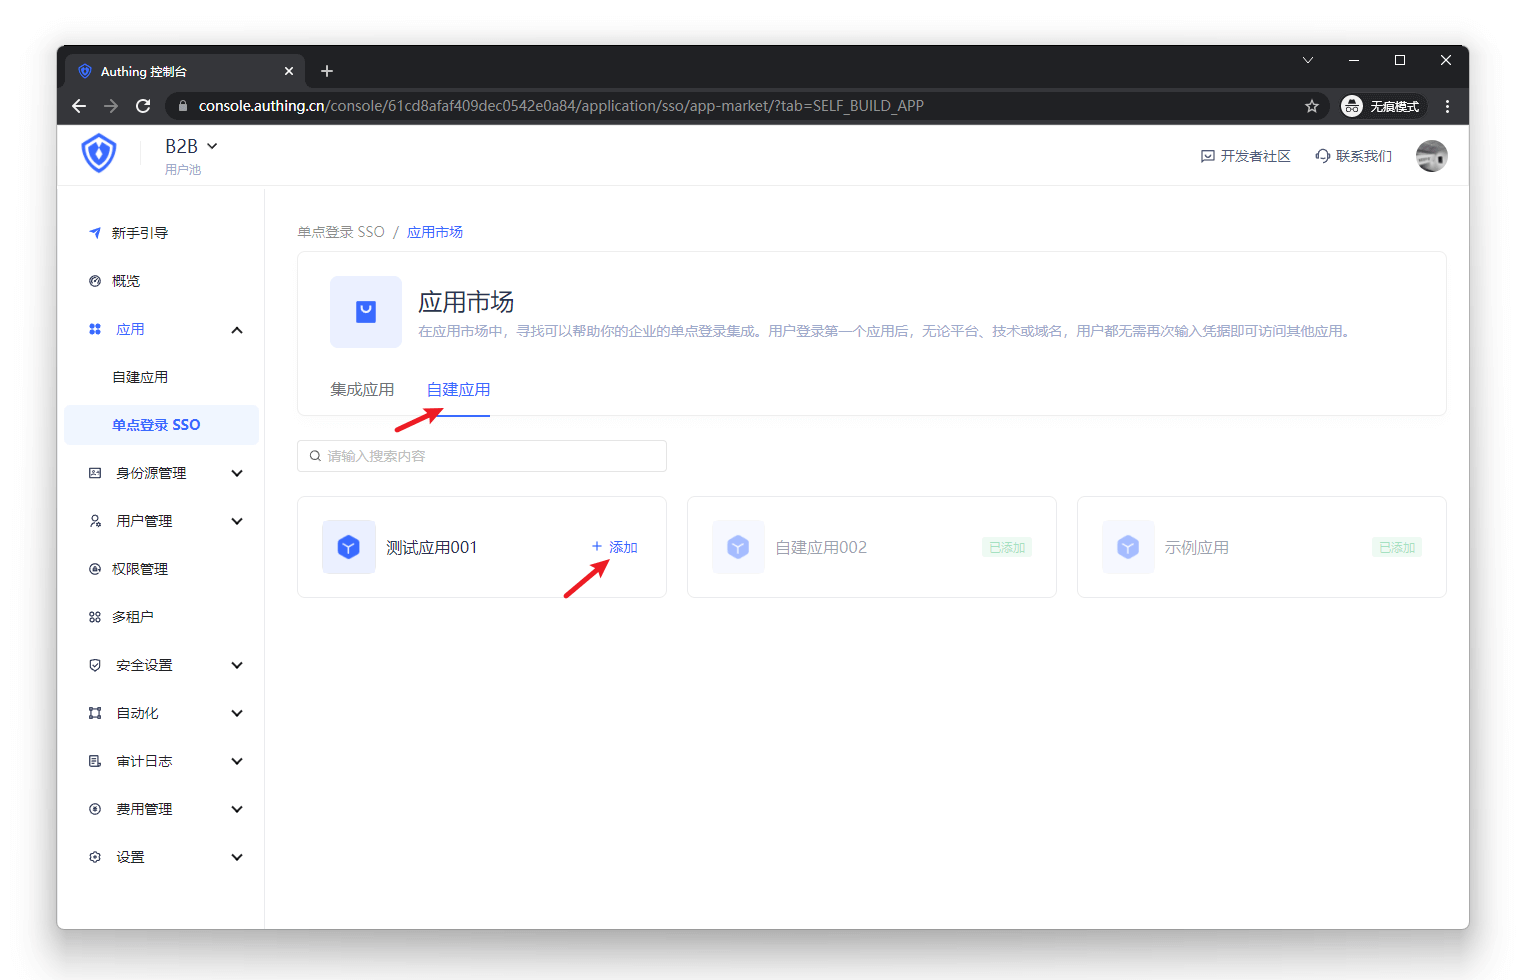 Authing 控制台
console.authing.cn/console/61cd8afaf409dec0542e0a84/application/sso/app-market/?tab=SELF_BUILD_APP
无痕模式
B2B
用户池
开发者社区
联系我们
新手引导
概览
应用
自建应用
单点登录 SSO
身份源管理
用户管理
权限管理
多租户
安全设置
自动化
审计日志
费用管理
设置
单点登录 SSO / 应用市场
应用市场
在应用市场中，寻找可以帮助你的企业的单点登录集成。用户登录第一个应用后，无论平台、技术或域名，用户都无需再次输入凭据即可访问其他应用。
集成应用 自建应用
请输入搜索内容
测试应用001 + 添加
自建应用002 已添加
示例应用 已添加